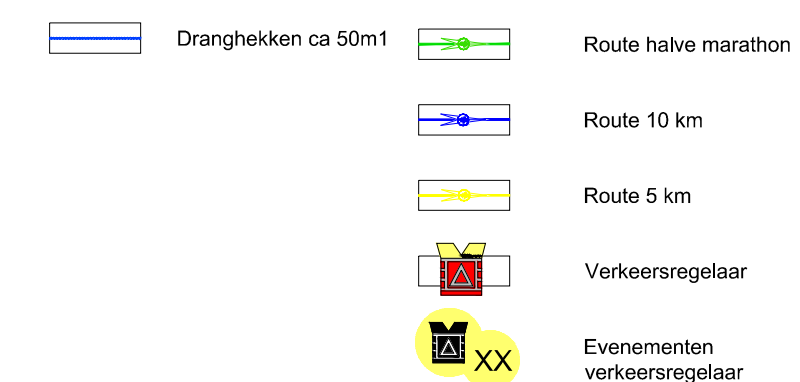 Dranghekken ca 50m1
Route halve marathon
Route 10 km
Route 5 km
Verkeersregelaar
XX
Evenementen
verkeersregelaar